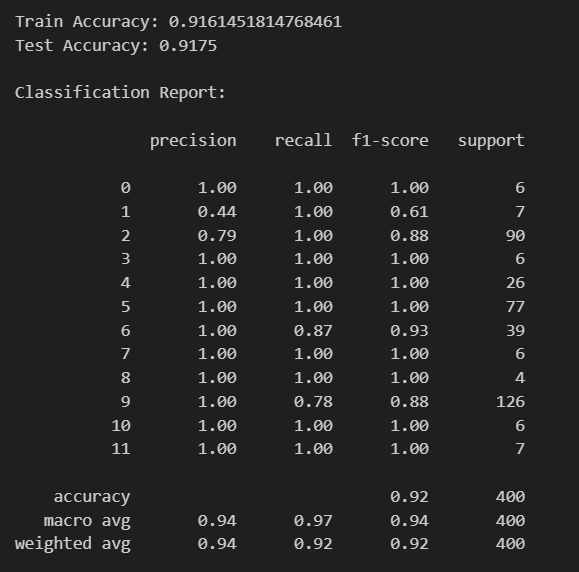 Train Accuracy: 0.9161451814768461
Test Accuracy: 0.9175
Classification Report:
precision recall f1-score support
0 1.00 1.00 1.00 6
1 0.44 1.00 0.61 7
2 0.79 1.00 0.88 90
3 1.00 1.00 1.00 6
4 1.00 1.00 1.00 26
5 1.00 1.00 1.00 77
6 1.00 0.87 0.93 39
7 1.00 1.00 1.00 6
8 1.00 1.00 1.00 4
9 1.00 0.78 0.88 126
10 1.00 1.00 1.00 6
11 1.00 1.00 1.00 7
accuracy 0.92 400
macro avg 0.94 0.97 0.94 400
weighted avg 0.94 0.92 0.92 400